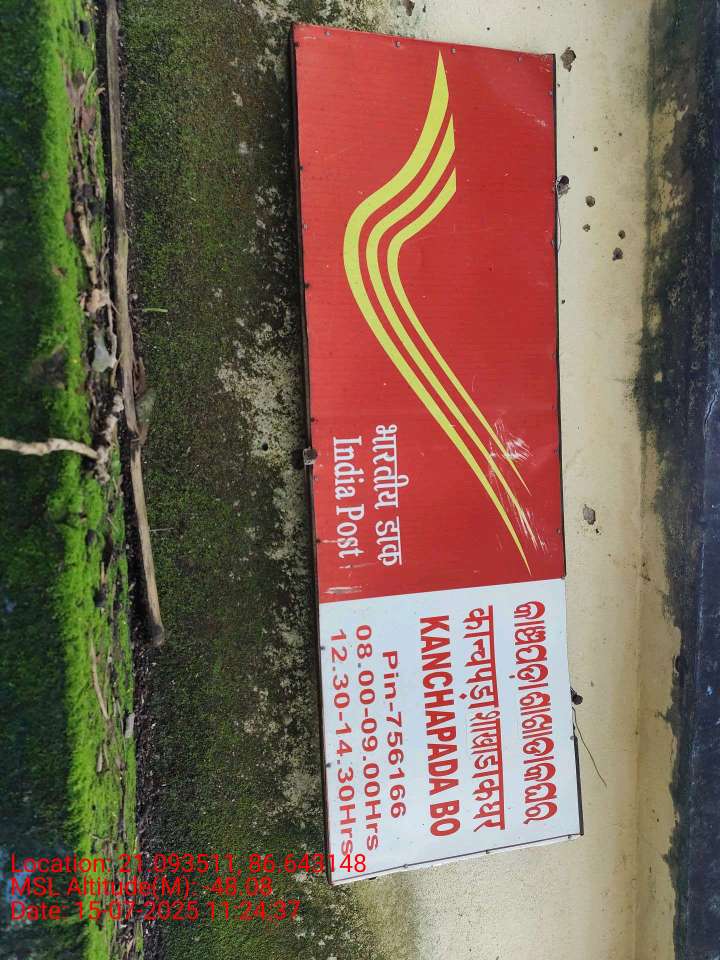 भारतीय डाक
India Post
କାଞ୍ଚପଡ଼ା ଶାଖା ଡାକଘର
कान्चपड़ा शाखा डाकघर
KANCHAPADA BO
Pin-756166
08.00-09.00Hrs
12.30-14.30Hrs
Location: 21.093511, 86.643148
MSL Altitude(M): -48.08
Date: 15-07-2025 11:24:37